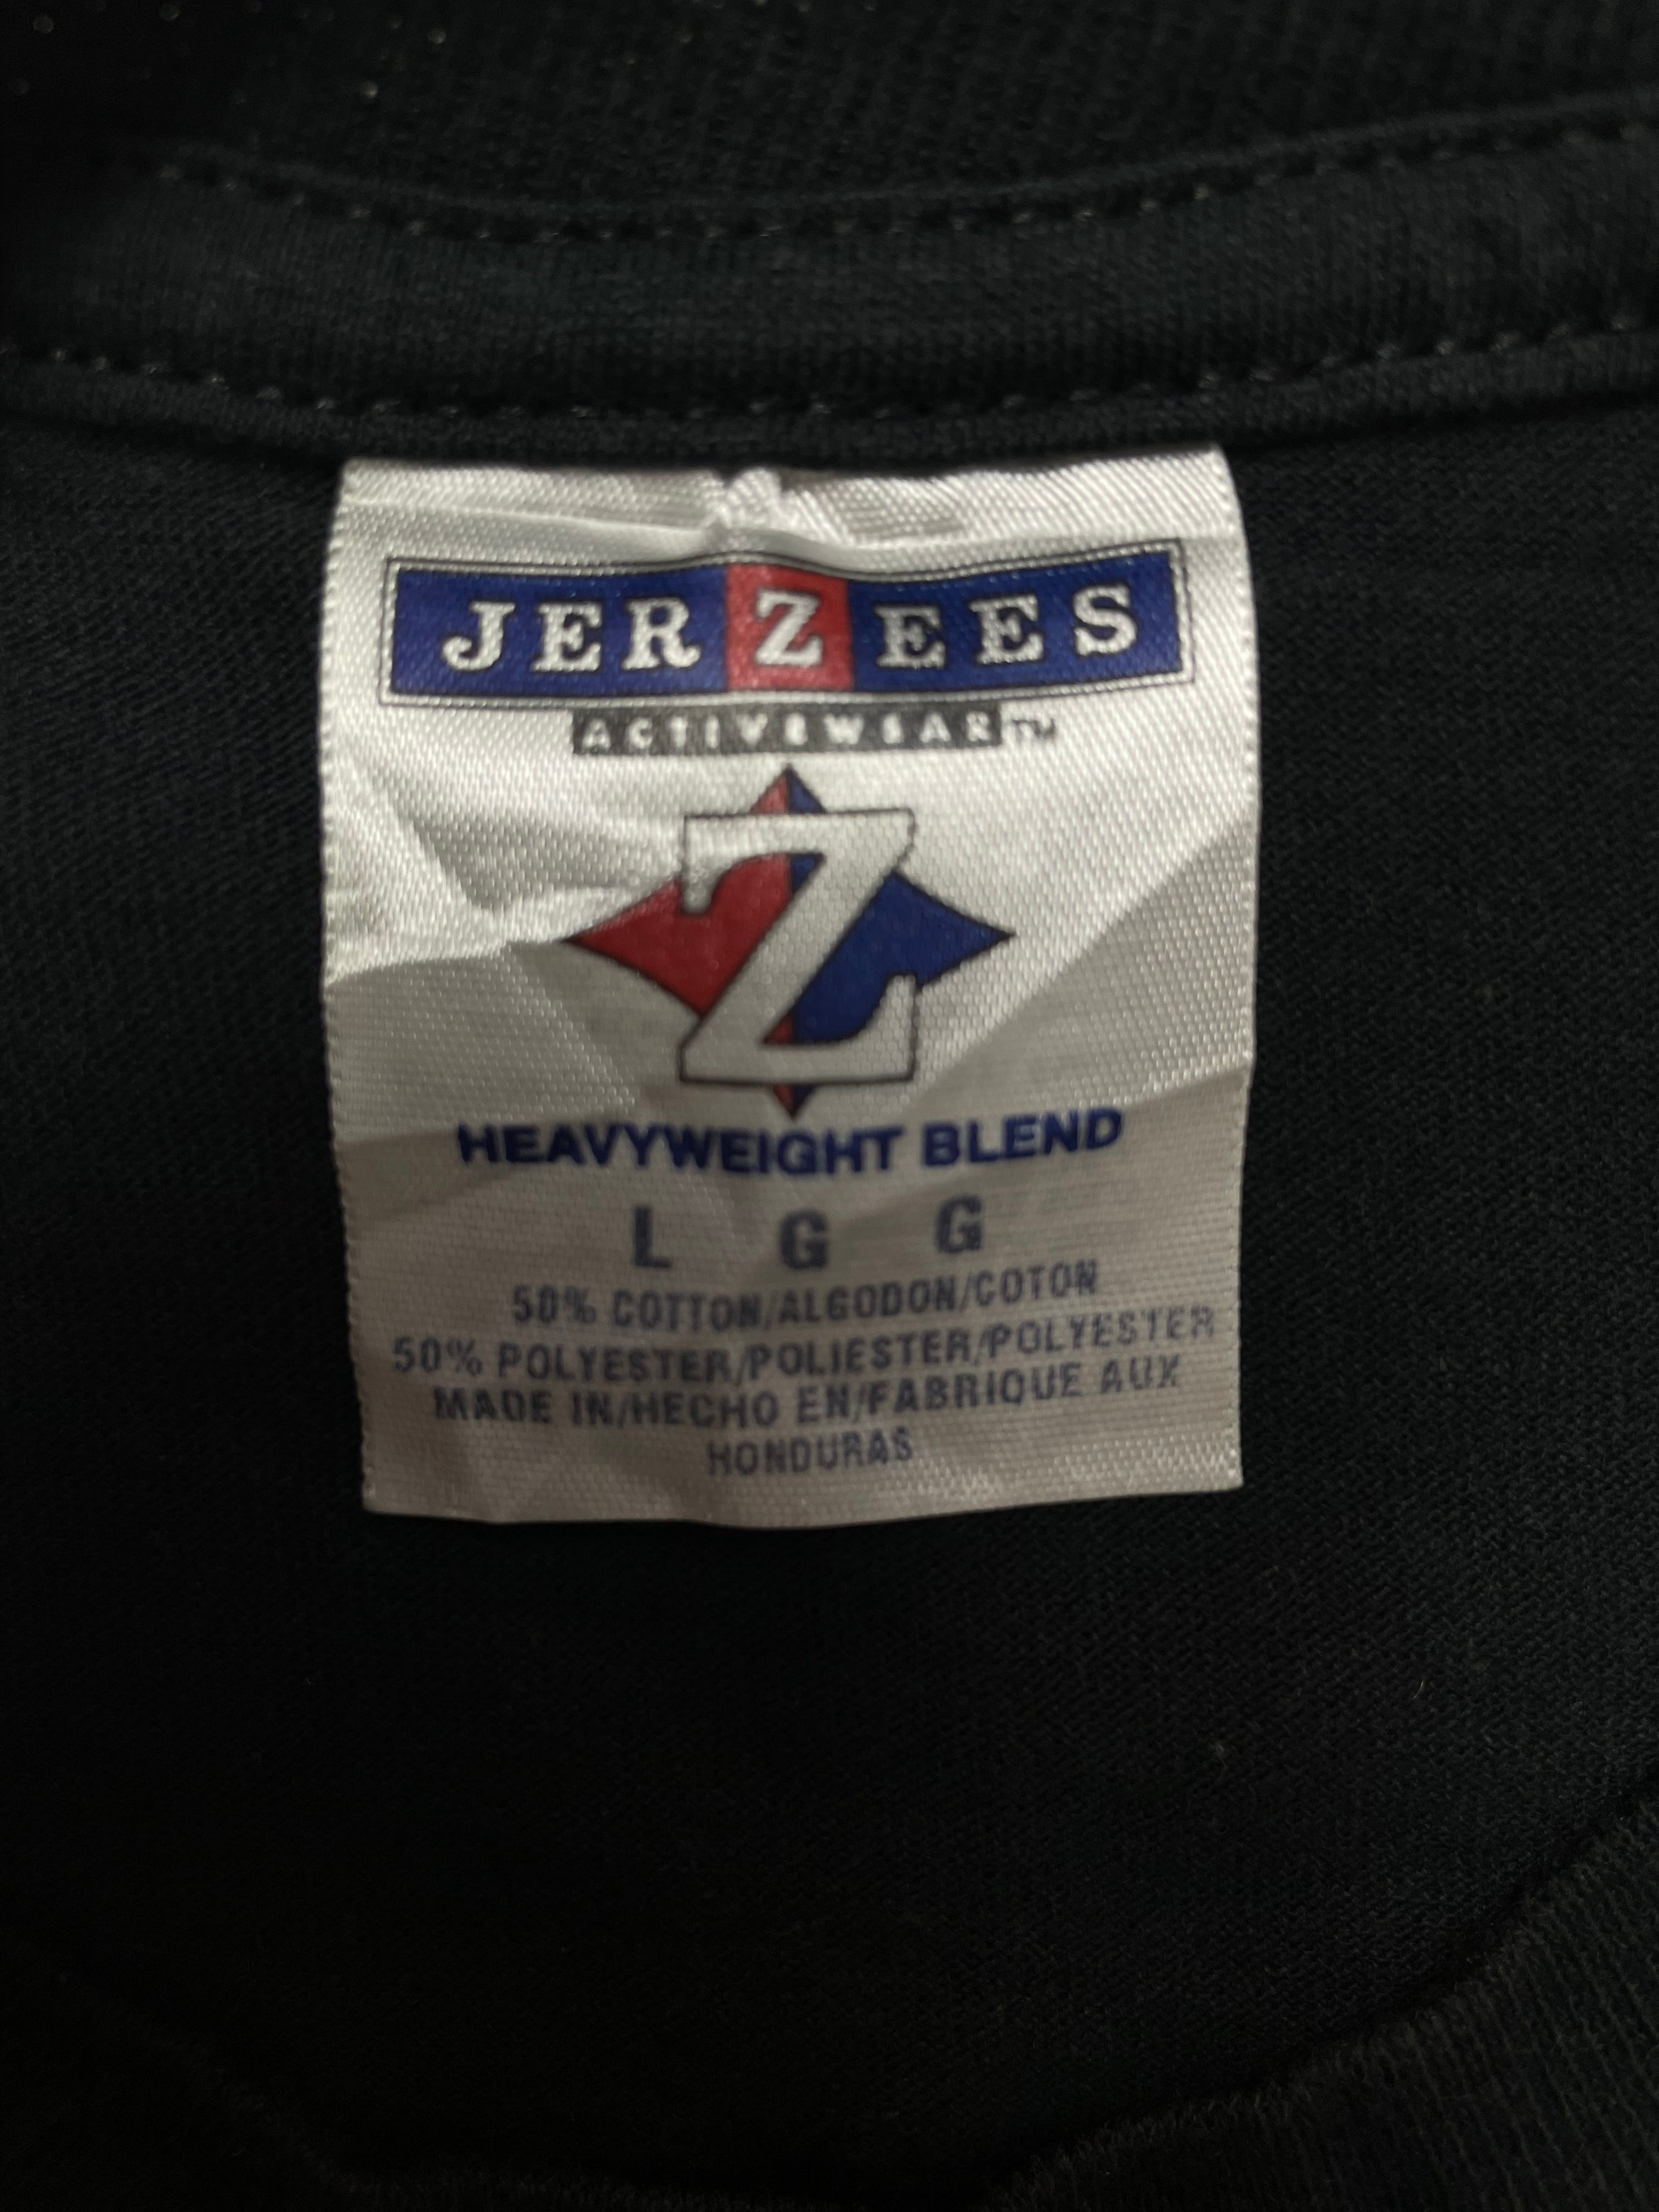 JERZEES
ACTIVEWEAR™
Z
HEAVYWEIGHT BLEND
L G G
50% COTTON/ALGODON/COTON
50% POLYESTER/POLIESTER/POLYESTER
MADE IN/HECHO EN/FABRIQUE AUX
HONDURAS